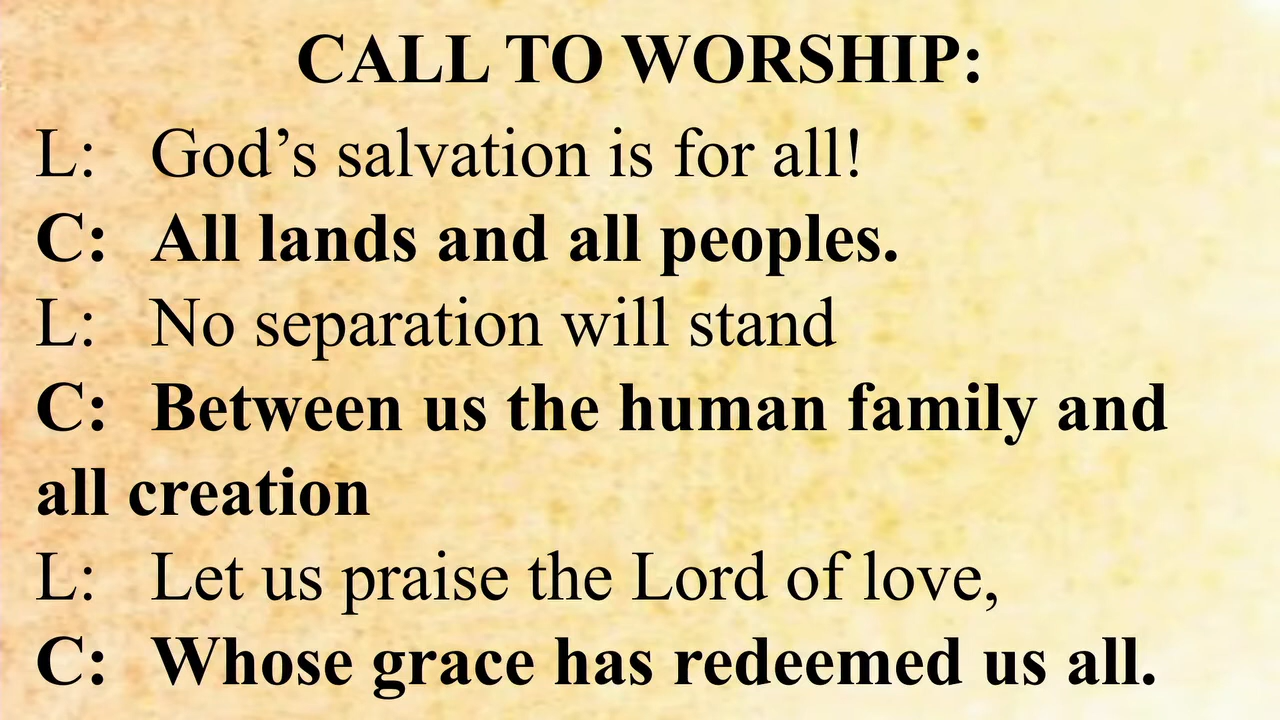 CALL TO WORSHIP:
L: God’s salvation is for all!
C: All lands and all peoples.
L: No separation will stand
C: Between us the human family and
all creation
L: Let us praise the Lord of love,
C: Whose grace has redeemed us all.